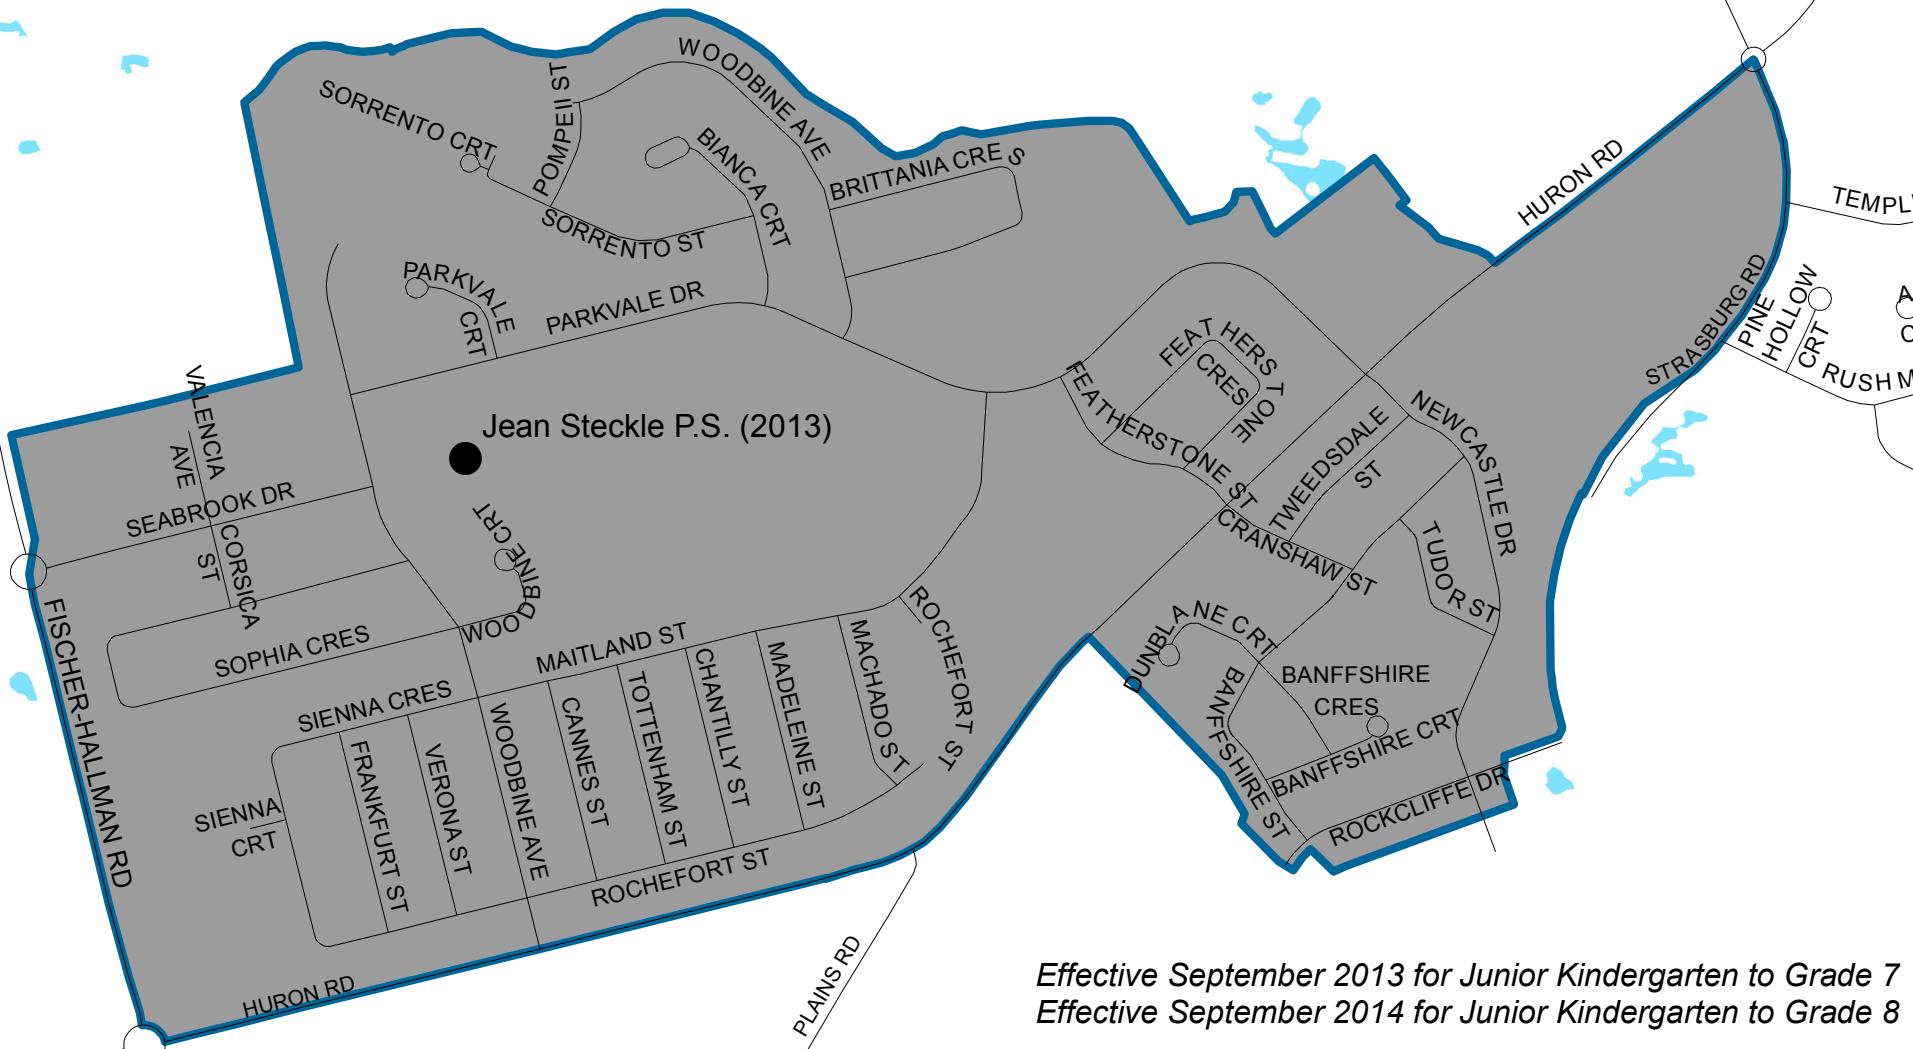 SORRENTO CRT
POMPEII ST
WOODBINE AVE
BIANCA CRT
BRITTANIA CRES
SORRENTO ST
HURON RD
TEMPL
PARKVALE
CRT
PARKVALE DR
STRASBURG RD
PINE
HOLLOW
CRT
RUSH M
A
C
FEATHERSTONE
CRES
FEATHERSTONE ST
VALENCIA
AVE
Jean Steckle P.S. (2013)
TWEEDSDALE
ST
NEWCASTLE DR
SEABROOK DR
CORSICA
ST
WOODBINE CRT
CRANSHAW ST
TUDOR ST
FISCHER-HALLMAN RD
SOPHIA CRES
MAITLAND ST
ROCHEFORT ST
DUNBLANE CRT
BANFFSHIRE
CRES
SIENNA CRES
WOODBINE AVE
CANNES ST
TOTTENHAM ST
CHANTILLY ST
MADELEINE ST
MACHADO ST
BANFFSHIRE ST
BANFFSHIRE CRT
FRANKFURT ST
VERONA ST
SIENNA
CRT
ROCKCLIFFE DR
ROCHEFORT ST
HURON RD
PLAINS RD
Effective September 2013 for Junior Kindergarten to Grade 7
Effective September 2014 for Junior Kindergarten to Grade 8